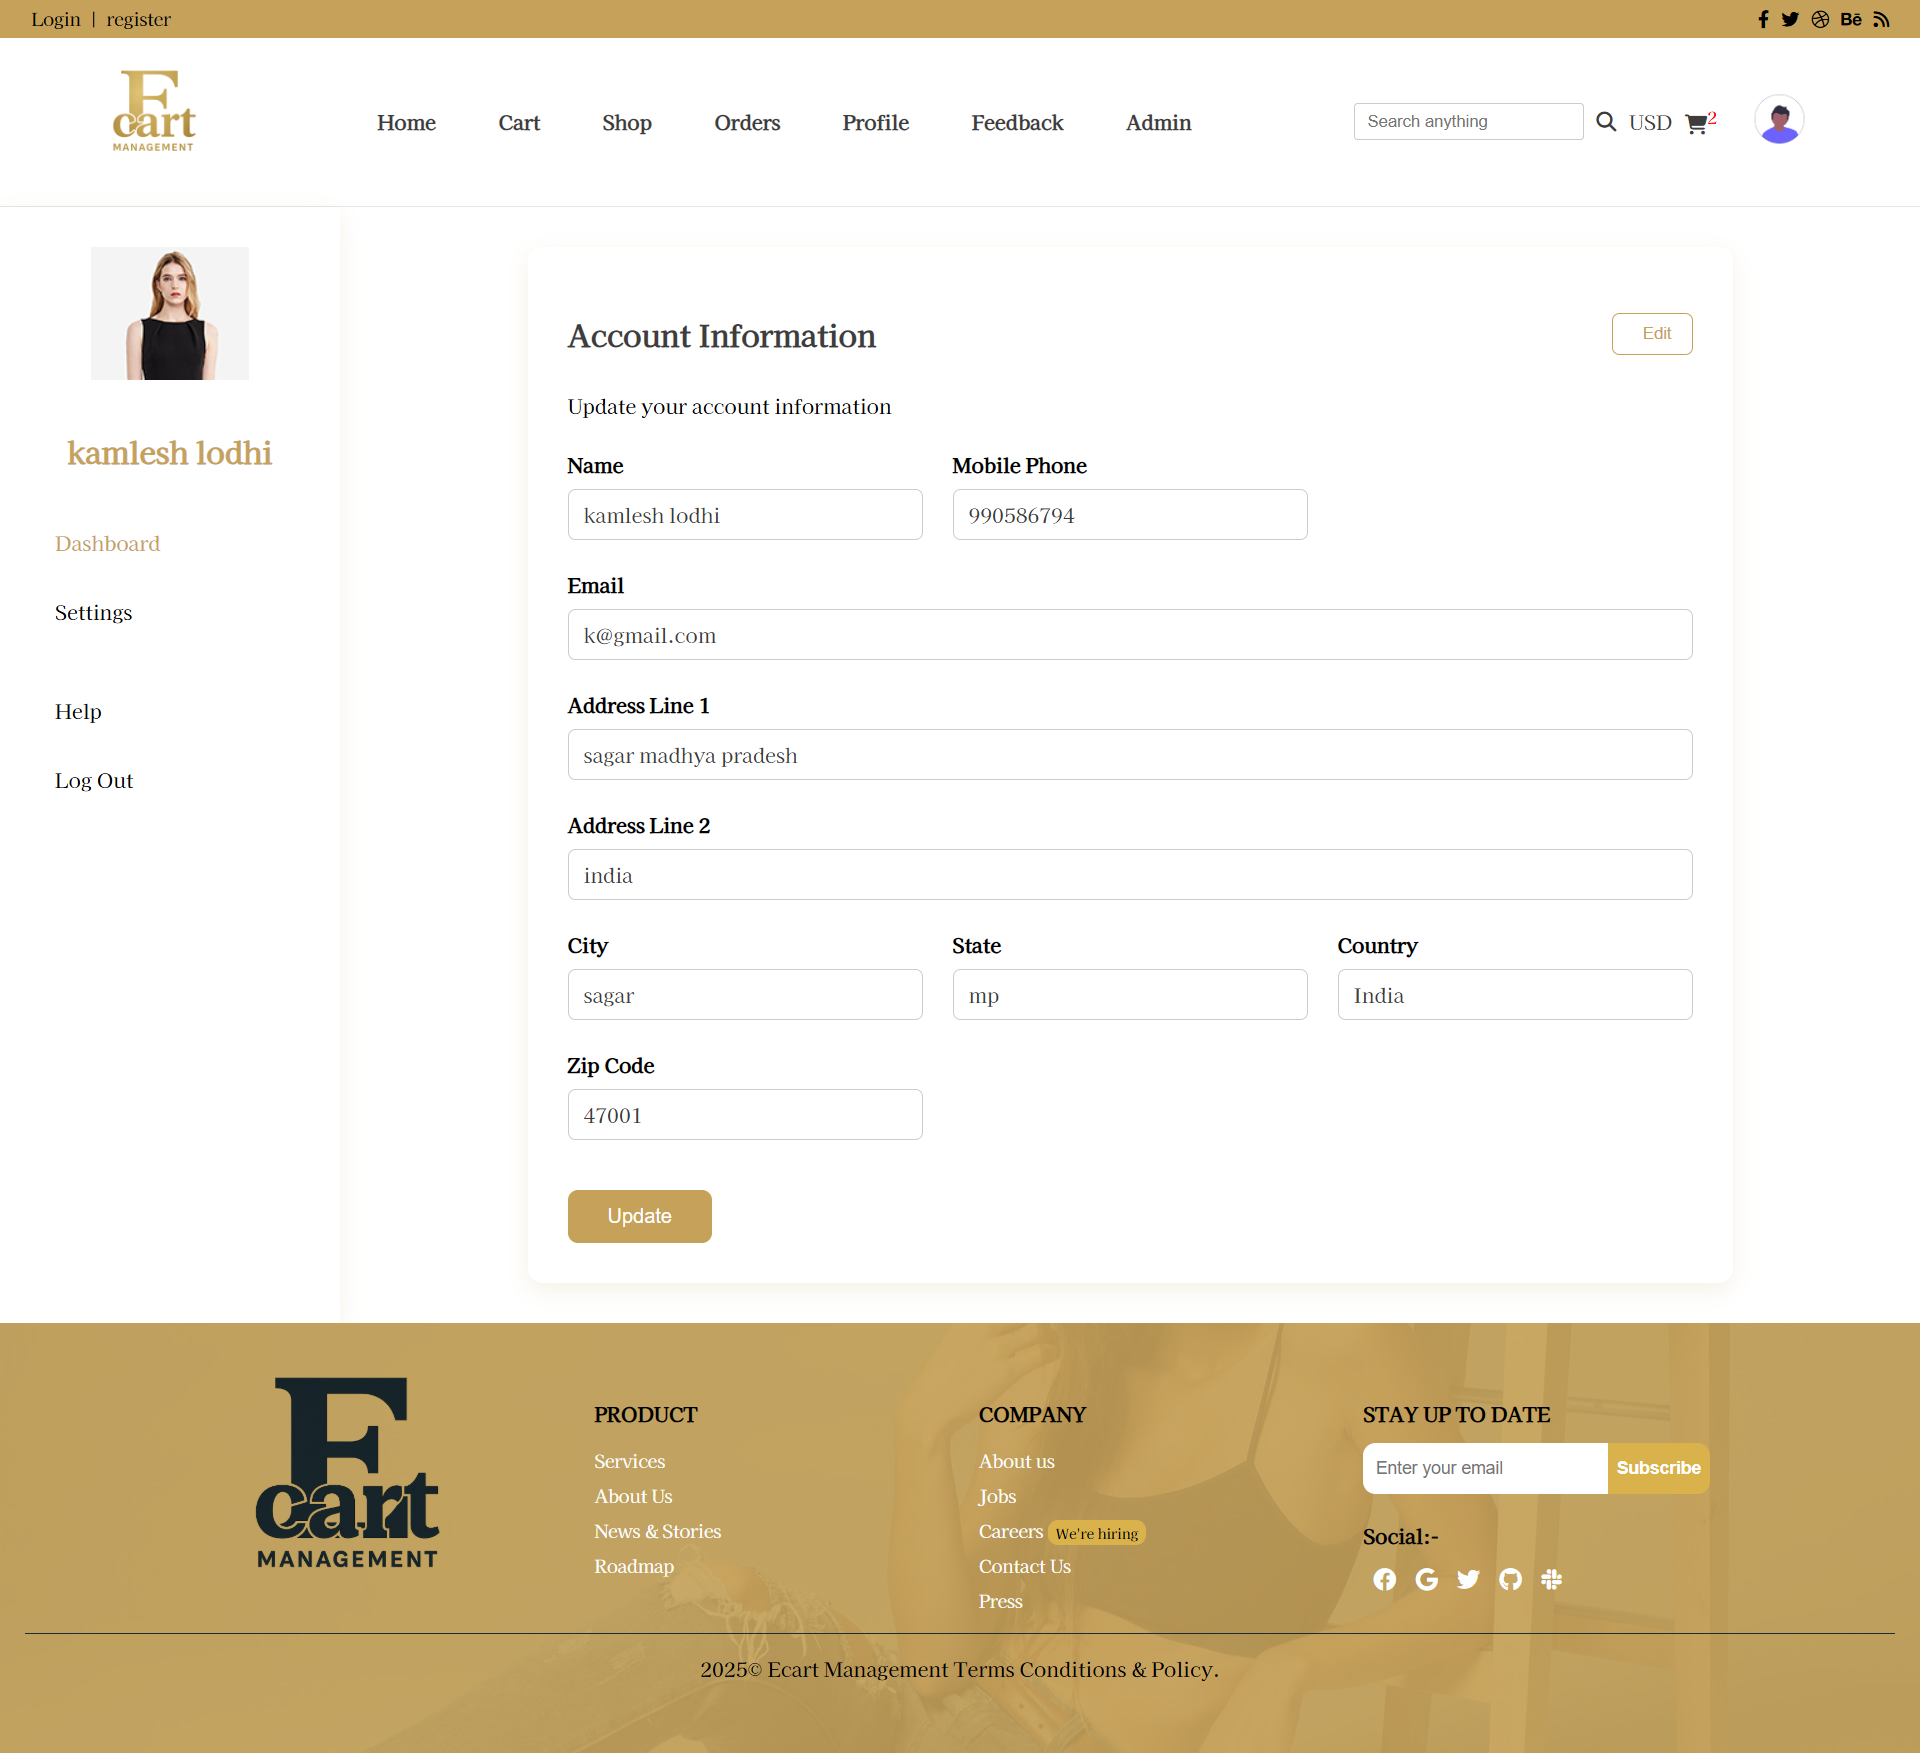 Login | register
Bē
E
cart
MANAGEMENT
Home Cart Shop Orders Profile Feedback Admin
Search anything
USD
2
kamlesh lodhi
Dashboard
Settings
Help
Log Out
Account Information
Edit
Update your account information
Name Mobile Phone
kamlesh lodhi 990586794
Email
k@gmail.com
Address Line 1
sagar madhya pradesh
Address Line 2
india
City State Country
sagar mp India
Zip Code
47001
Update
E
cart
MANAGEMENT
PRODUCT
Services
About Us
News & Stories
Roadmap
COMPANY
About us
Jobs
Careers We're hiring
Contact Us
Press
STAY UP TO DATE
Enter your email Subscribe
Social:-
2025© Ecart Management Terms Conditions & Policy.